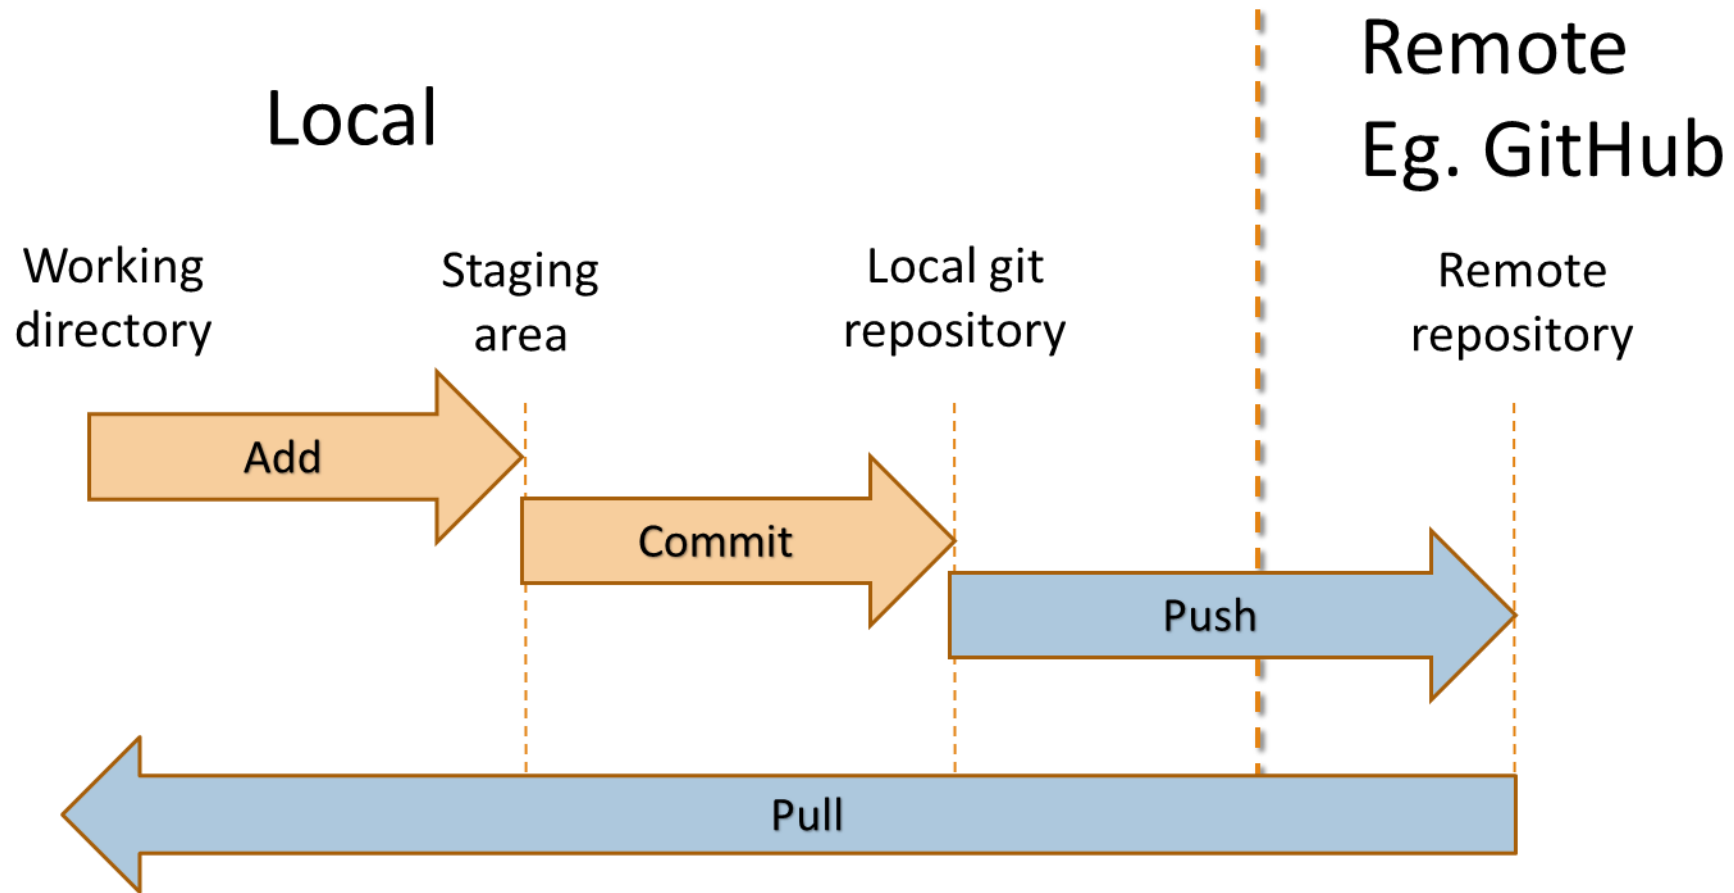 Local
Remote
Eg. GitHub
Working
directory
Staging
area
Local git
repository
Remote
repository
Add
Commit
Push
Pull